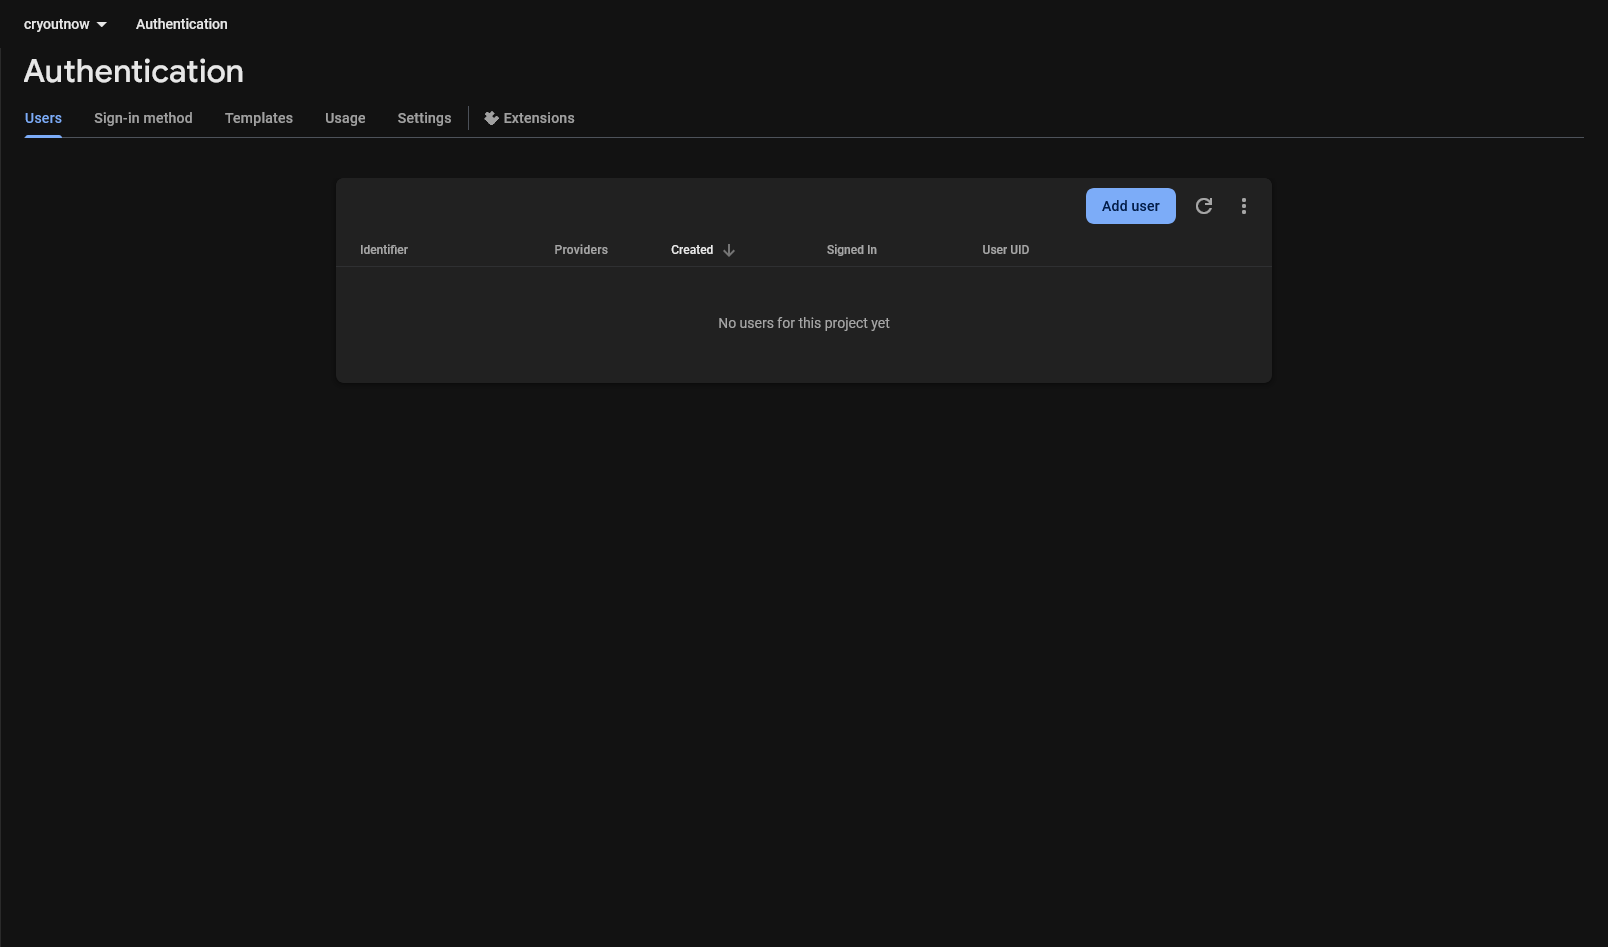 cryoutnow Authentication
Authentication
Users Sign-in method Templates Usage Settings Extensions
Add user
Identifier Providers Created Signed In User UID
No users for this project yet